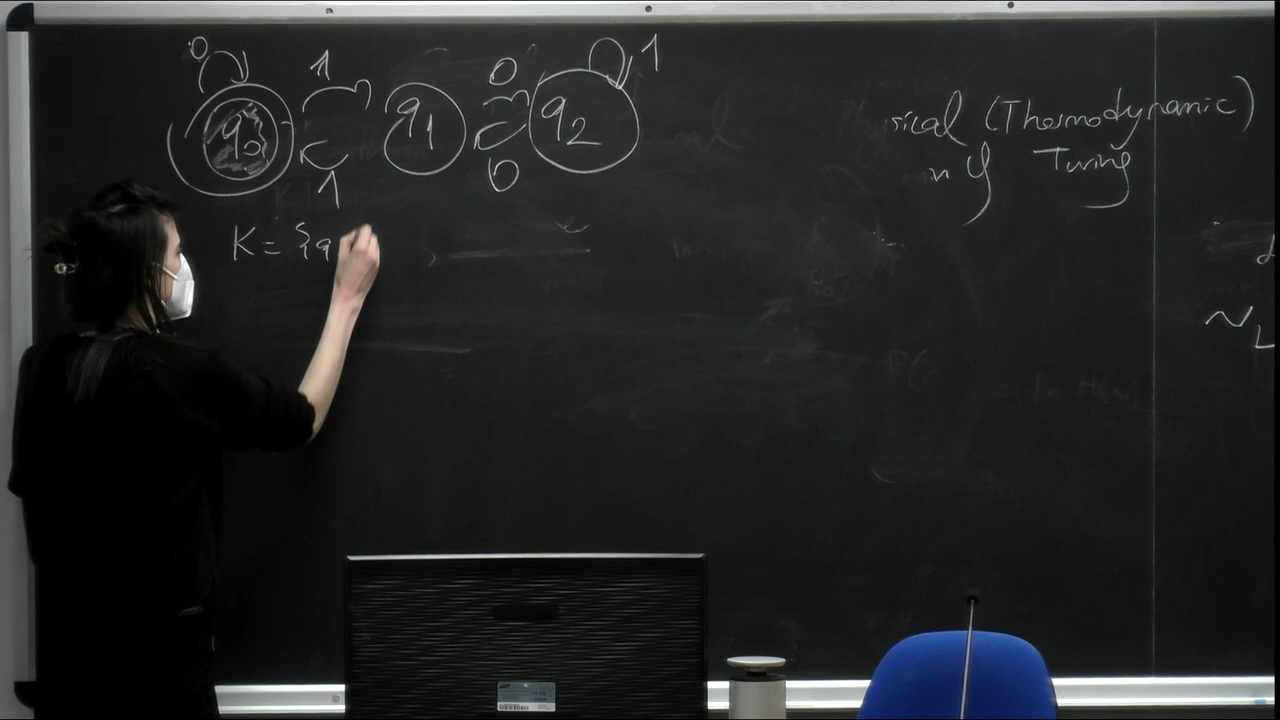 0 1 0 1
q0 q1 q2
1 0
K = {q
sical (Thermodynamic)
Turing
~L